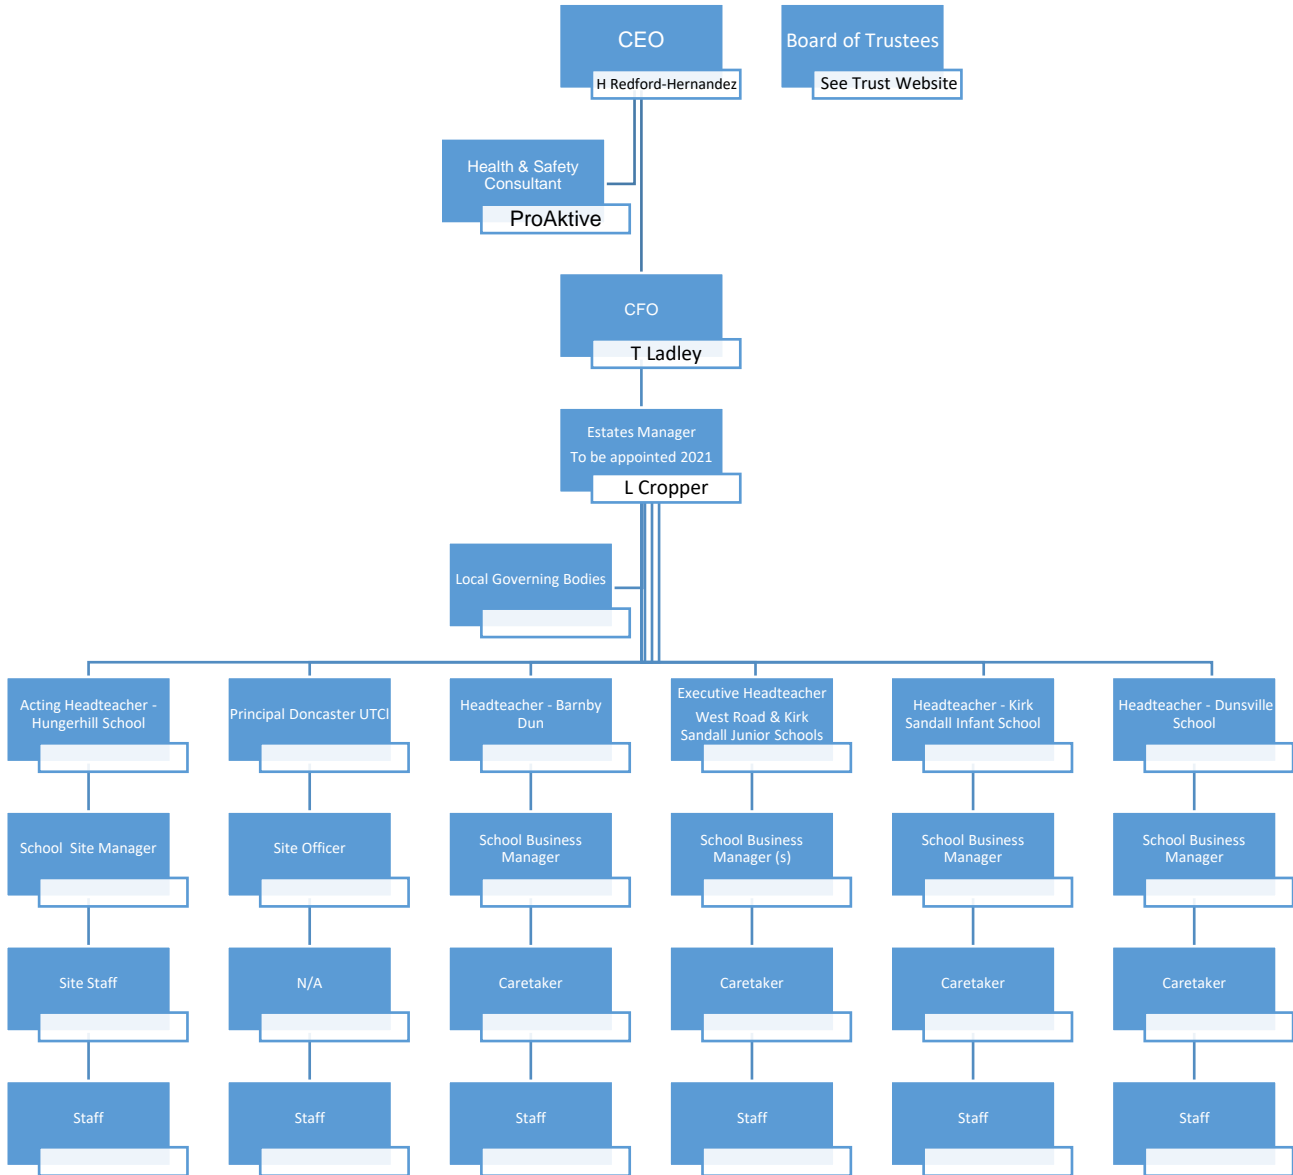 CEO
H Redford-Hernandez
Board of Trustees
See Trust Website
Health & Safety
Consultant
ProAktive
CFO
T Ladley
Estates Manager
To be appointed 2021
L Cropper
Local Governing Bodies
Acting Headteacher -
Hungerhill School
Principal Doncaster UTCl
Headteacher - Barnby
Dun
Executive Headteacher
West Road & Kirk
Sandall Junior Schools
Headteacher - Kirk
Sandall Infant School
Headteacher - Dunsville
School
School Site Manager
Site Officer
School Business
Manager
School Business
Manager (s)
School Business
Manager
School Business
Manager
Site Staff
N/A
Caretaker
Caretaker
Caretaker
Caretaker
Staff
Staff
Staff
Staff
Staff
Staff